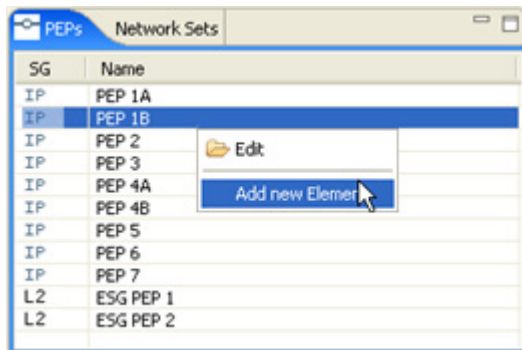 PEPs Network Sets
SG Name
IP PEP 1A
IP PEP 1B
IP PEP 2
Edit
IP PEP 3
IP PEP 4A
Add new Elemen
IP PEP 4B
IP PEP 5
IP PEP 6
IP PEP 7
L2 ESG PEP 1
L2 ESG PEP 2